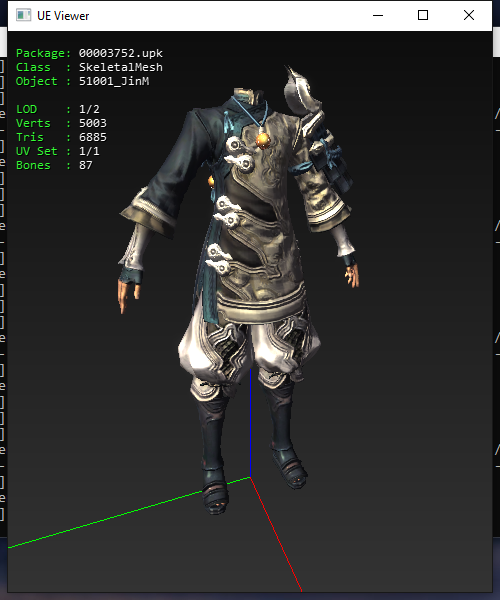 UE Viewer
Package: 00003752.upk
Class  : SkeletalMesh
Object : 51001_JinM
LOD    : 1/2
Verts  : 5003
Tris   : 6885
UV Set : 1/1
Bones  : 87